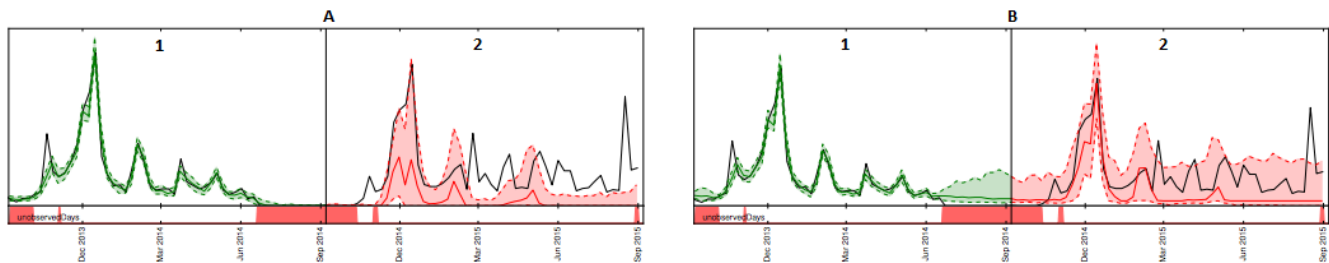 A
B
1
2
1
2
unobservedDays
unobservedDays
Dec 2013
Mar 2014
Jun 2014
Sep 2014
Dec 2014
Mar 2015
Jun 2015
Sep 2015
Dec 2013
Mar 2014
Jun 2014
Sep 2014
Dec 2014
Mar 2015
Jun 2015
Sep 2015